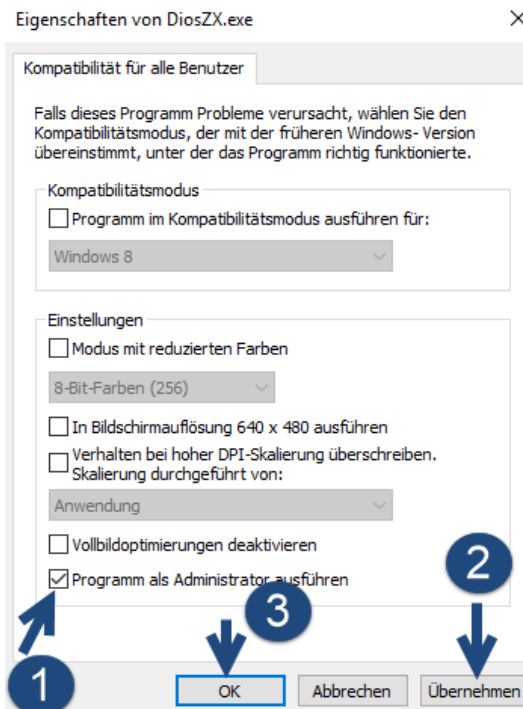 Eigenschaften von DiosZX.exe
Kompatibilität für alle Benutzer
Falls dieses Programm Probleme verursacht, wählen Sie den
Kompatibilitätsmodus, der mit der früheren Windows- Version
übereinstimmt, unter der das Programm richtig funktionierte.
Kompatibilitätsmodus
Programm im Kompatibilitätsmodus ausführen für:
Windows 8
Einstellungen
Modus mit reduzierten Farben
8-Bit-Farben (256)
In Bildschirmauflösung 640 x 480 ausführen
Verhalten bei hoher DPI-Skalierung überschreiben.
Skalierung durchgeführt von:
Anwendung
Vollbildoptimierungen deaktivieren
Programm als Administrator ausführen
2
3
1
OK Abbrechen Übernehmen